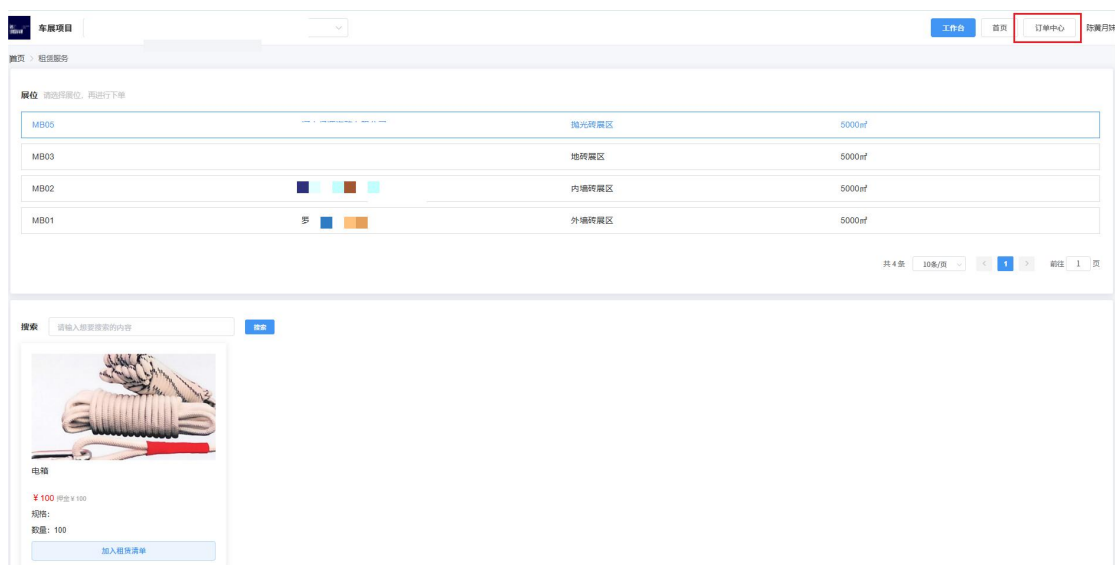 车展项目
工作台 首页 订单中心 陈黄月妹
首页 > 租赁服务
展位 请选择展位，再进行下单
MB05 抛光砖展区 5000㎡
MB03 地砖展区 5000㎡
MB02 内墙砖展区 5000㎡
MB01 罗 外墙砖展区 5000㎡
共 4 条 10条/页 < 1 > 前往 1 页
搜索 请输入想要搜索的内容 搜索
电箱
¥ 100 押金 ¥ 100
规格：
数量：100
加入租赁清单